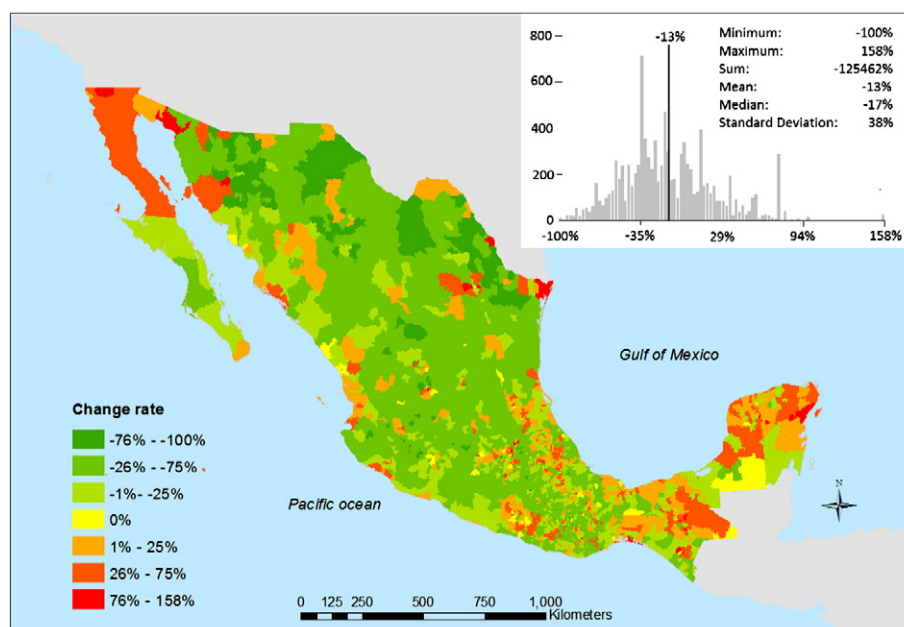 800
600
400
200
0
-100%
-35%
29%
94%
158%
-13%
Minimum: -100%
Maximum: 158%
Sum: -125462%
Mean: -13%
Median: -17%
Standard Deviation: 38%
Gulf of Mexico
Change rate
-76% - -100%
-26% - -75%
-1% - -25%
0%
1% - 25%
26% - 75%
76% - 158%
Pacific ocean
N
0 125 250 500 750 1,000
Kilometers